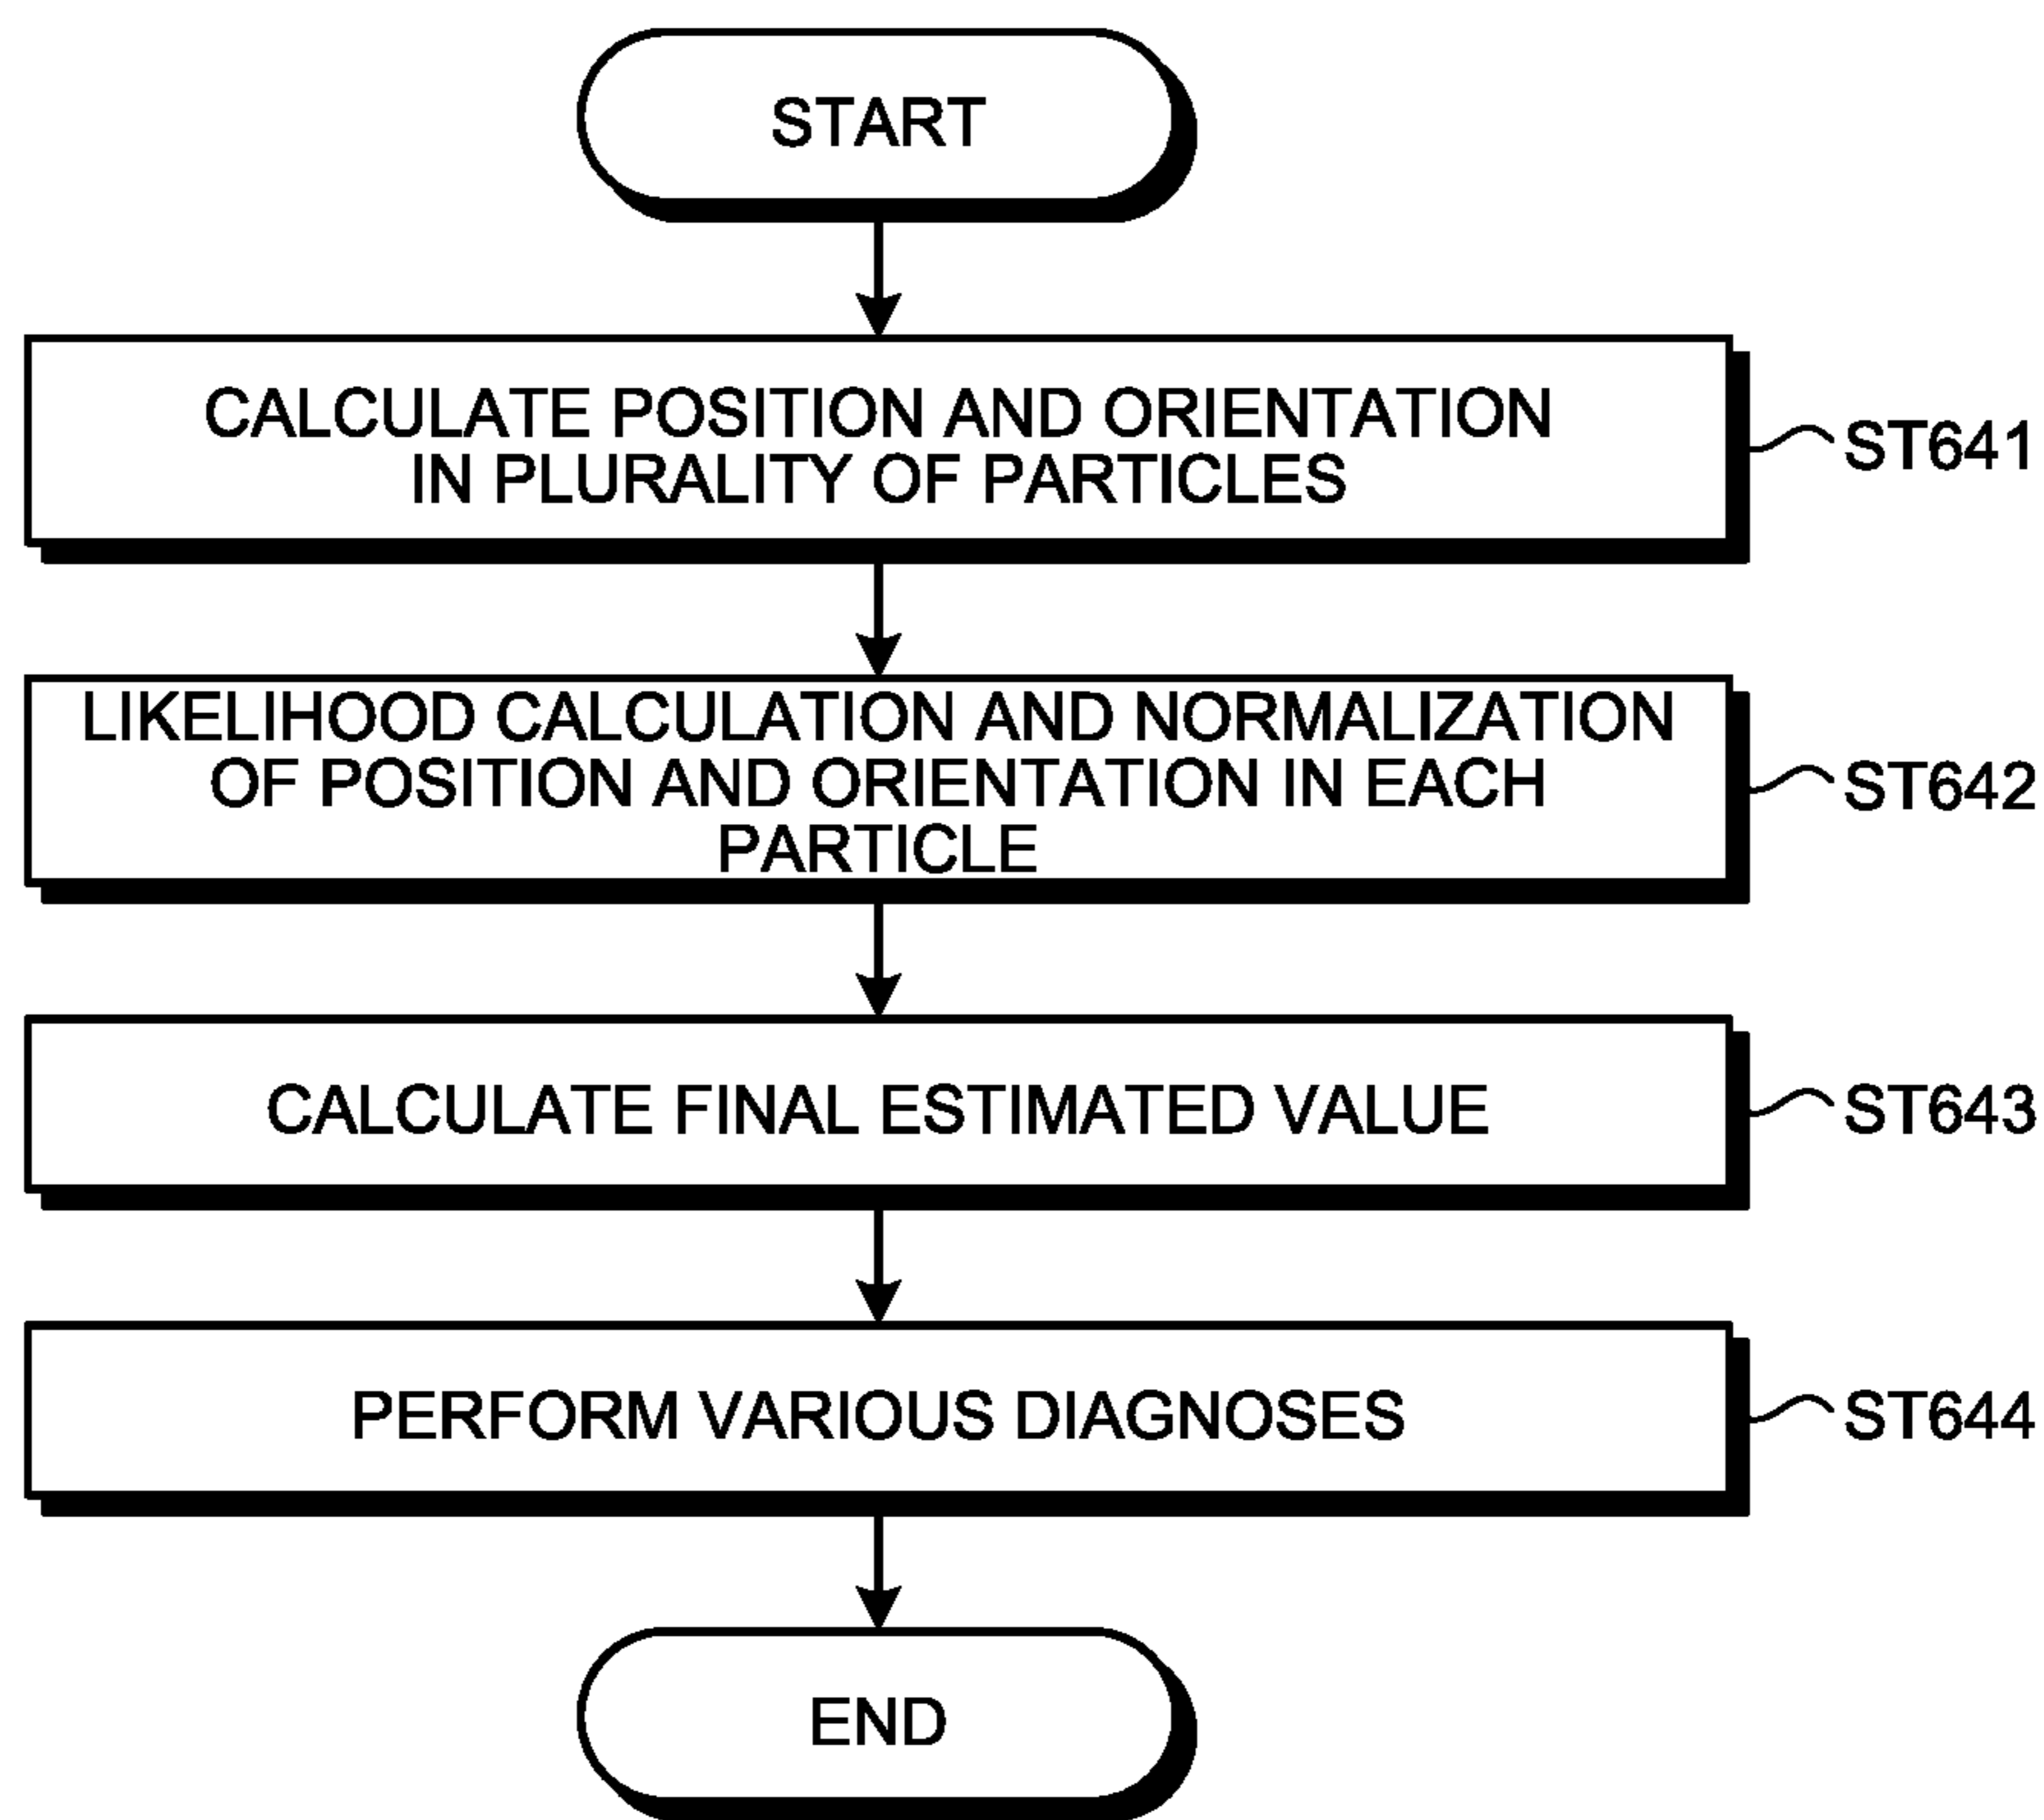 START
CALCULATE POSITION AND ORIENTATION
IN PLURALITY OF PARTICLES
ST641
LIKELIHOOD CALCULATION AND NORMALIZATION
OF POSITION AND ORIENTATION IN EACH
PARTICLE
ST642
CALCULATE FINAL ESTIMATED VALUE
ST643
PERFORM VARIOUS DIAGNOSES
ST644
END